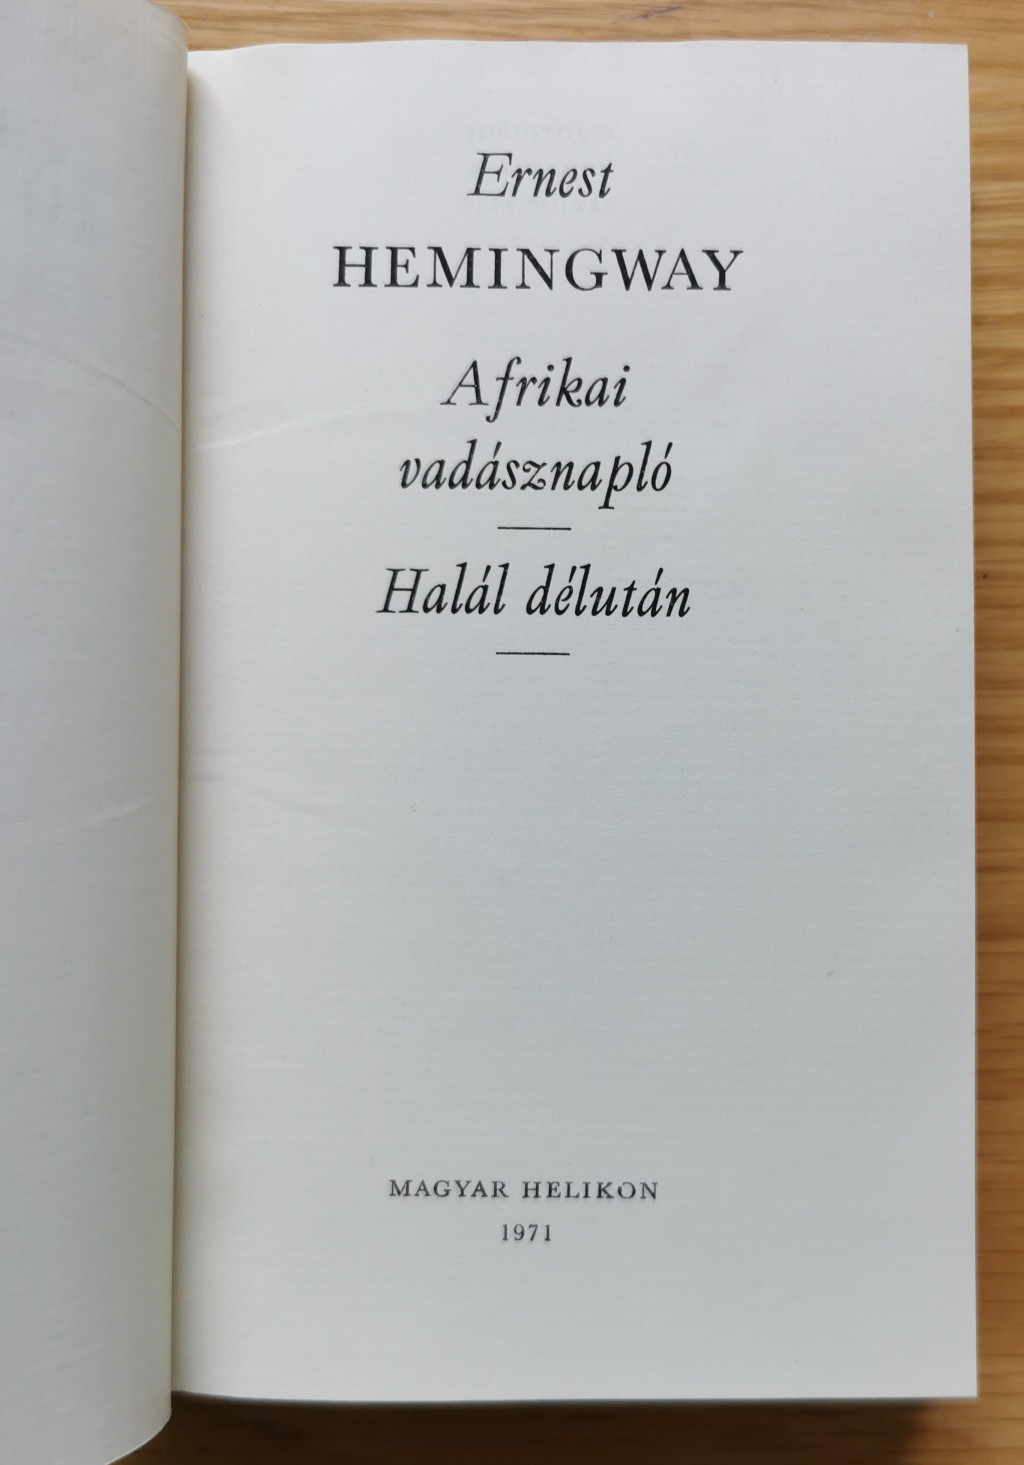 Ernest
HEMINGWAY
Afrikai
vadásznapló
Halál délután
MAGYAR HELIKON
1971